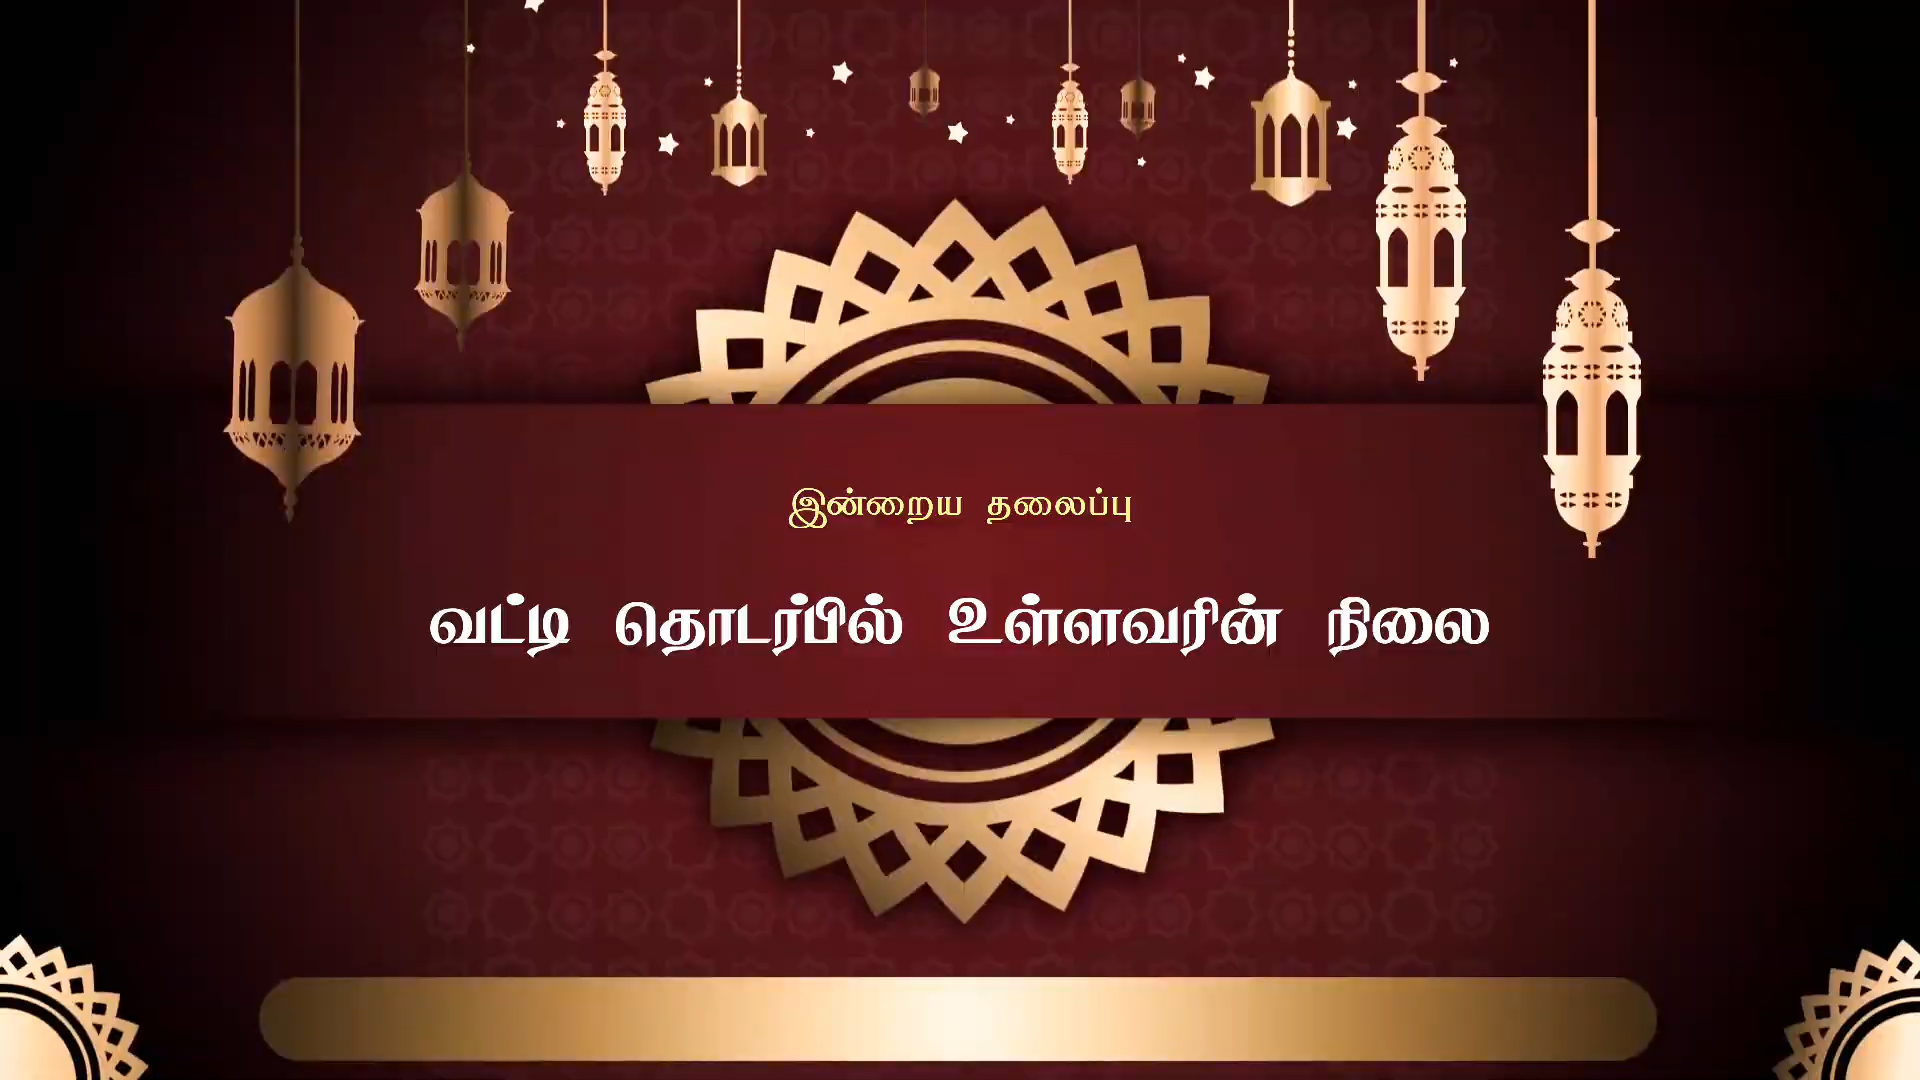 இன்றைய தலைப்பு
வட்டி தொடர்பில் உள்ளவரின் நிலை